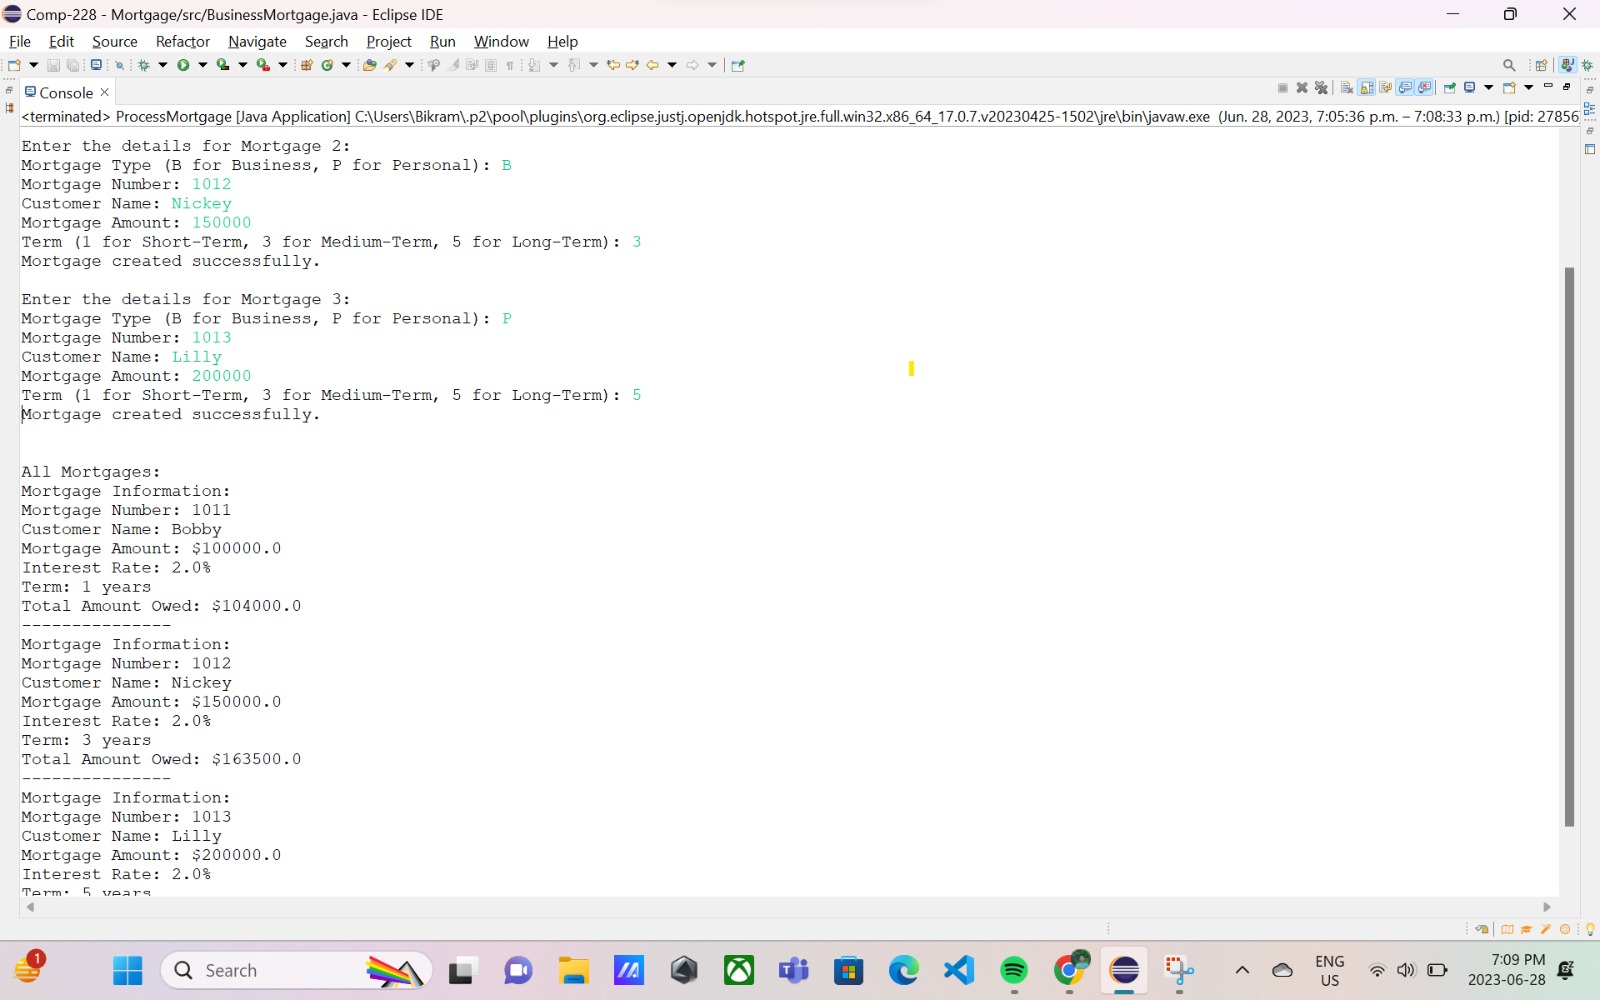 Comp-228 - Mortgage/src/BusinessMortgage.java - Eclipse IDE
File Edit Source Refactor Navigate Search Project Run Window Help
Console
<terminated> ProcessMortgage [Java Application] C:\Users\Bikram\.p2\pool\plugins\org.eclipse.justj.openjdk.hotspot.jre.full.win32.x86_64_17.0.7.v20230425-1502\jre\bin\javaw.exe (Jun. 28, 2023, 7:05:36 p.m. – 7:08:33 p.m.) [pid: 27856
Enter the details for Mortgage 2:
Mortgage Type (B for Business, P for Personal): B
Mortgage Number: 1012
Customer Name: Nickey
Mortgage Amount: 150000
Term (1 for Short-Term, 3 for Medium-Term, 5 for Long-Term): 3
Mortgage created successfully.
Enter the details for Mortgage 3:
Mortgage Type (B for Business, P for Personal): P
Mortgage Number: 1013
Customer Name: Lilly
Mortgage Amount: 200000
Term (1 for Short-Term, 3 for Medium-Term, 5 for Long-Term): 5
Mortgage created successfully.
All Mortgages:
Mortgage Information:
Mortgage Number: 1011
Customer Name: Bobby
Mortgage Amount: $100000.0
Interest Rate: 2.0%
Term: 1 years
Total Amount Owed: $104000.0
---------------
Mortgage Information:
Mortgage Number: 1012
Customer Name: Nickey
Mortgage Amount: $150000.0
Interest Rate: 2.0%
Term: 3 years
Total Amount Owed: $163500.0
---------------
Mortgage Information:
Mortgage Number: 1013
Customer Name: Lilly
Mortgage Amount: $200000.0
Interest Rate: 2.0%
Term: 5 years
1
Search
ENG
US
7:09 PM
2023-06-28